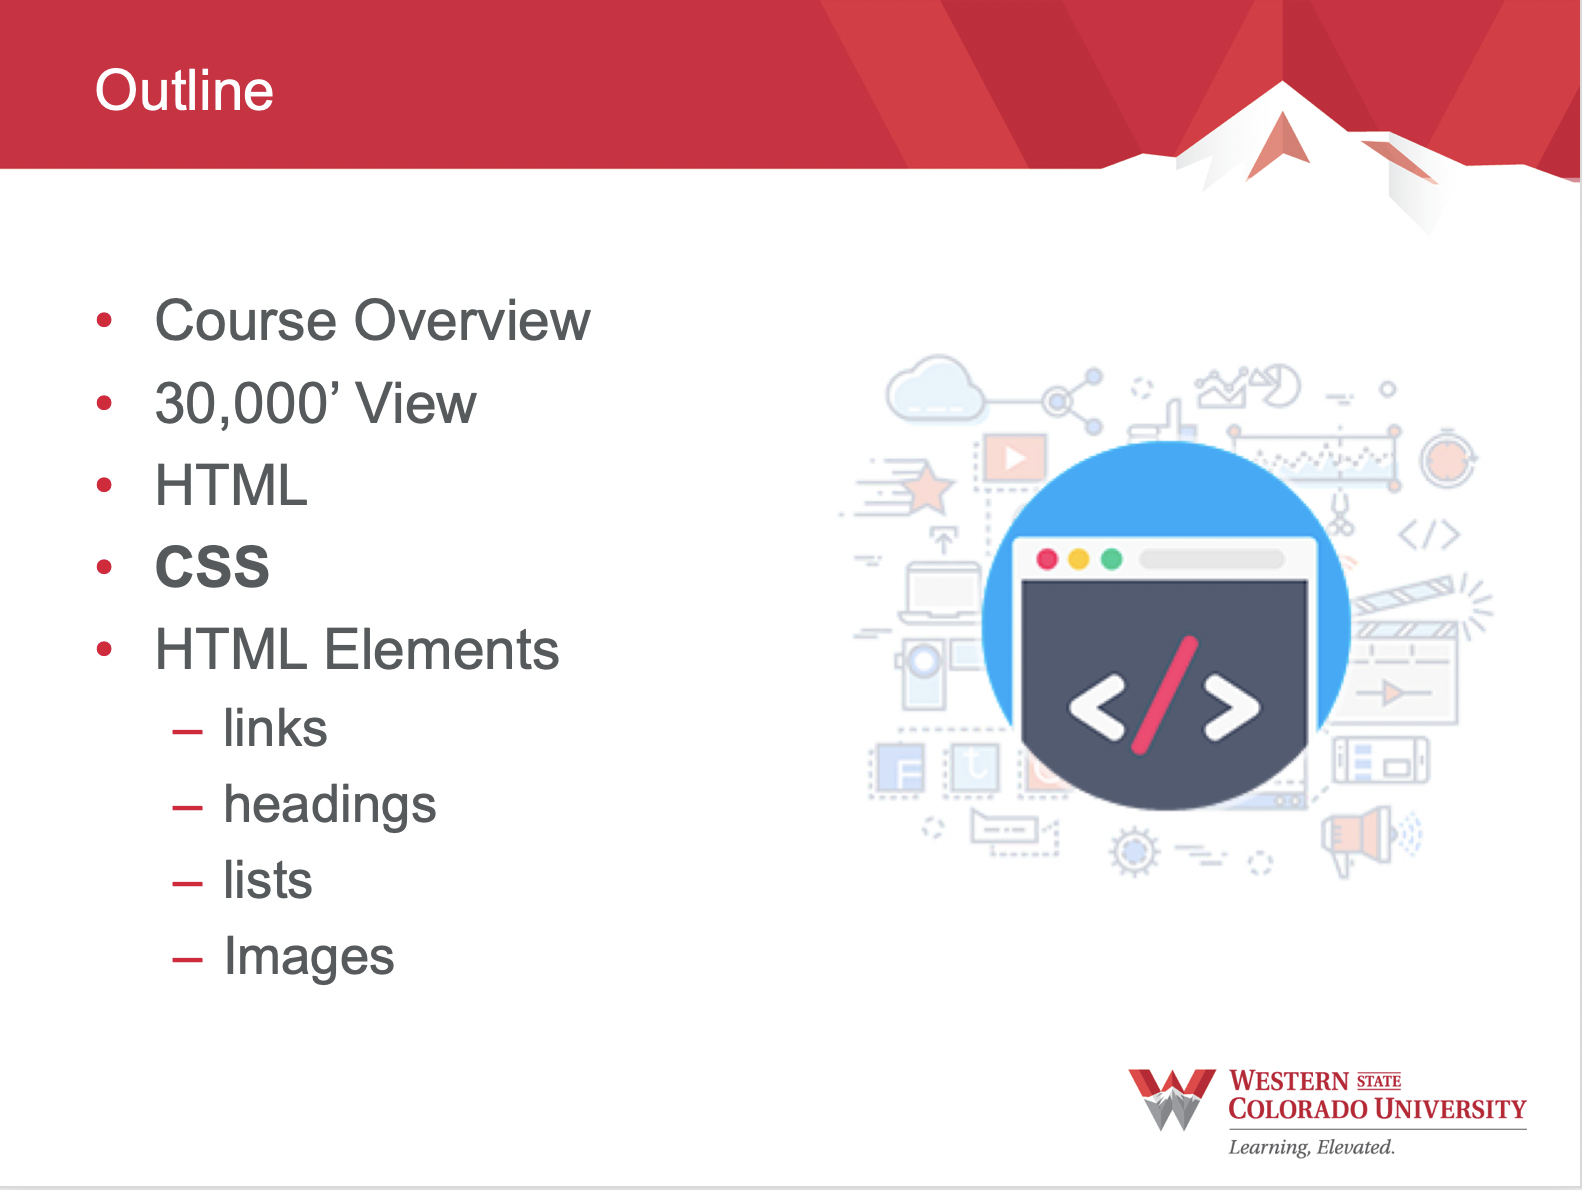 Outline
• Course Overview
• 30,000’ View
• HTML
• CSS
• HTML Elements
– links
– headings
– lists
– Images
</>
</>
F
t
WESTERN STATE
COLORADO UNIVERSITY
Learning, Elevated.